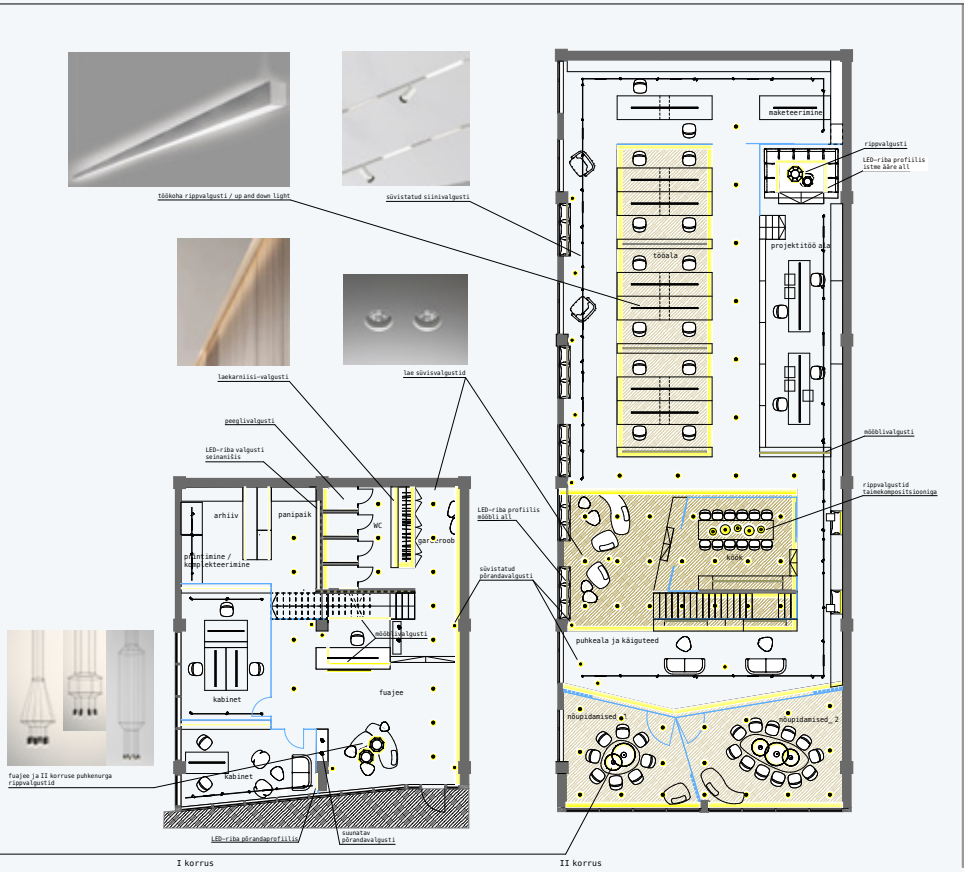 töökoha rippvalgusti / up and down light
süvistatud siinivalgusti
maketeerimine
rippvalgusti
LED-riba profiilis
istme ääre all
tööala
projektitöö ala
laekarniisi-valgusti
lae süvisvalgustid
peeglivalgusti
LED-riba valgusti
seinanišis
mööblivalgusti
rippvalgustid
taimekompositsiooniga
arhiiv
panipaik
WC
garderoob
LED-riba profiilis
mööbli all
printimine /
komplekteerimine
köök
süvistatud
põrandavalgusti
mööblivalgusti
puhkeala ja käiguteed
kabinet
fuajee
nõupidamised_1
nõupidamised_2
kabinet
fuajee ja II korruse puhkenurga
rippvalgustid
LED-riba põrandaprofiilis
suunatav
põrandavalgusti
I korrus
II korrus